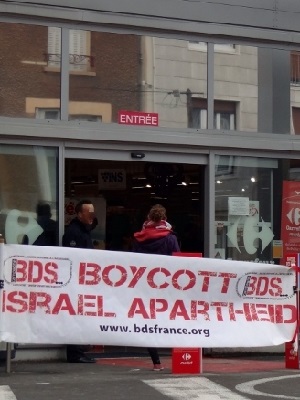 ENTRÉE
BDS BOYCOTT BDS
ISRAEL APARTHEID
www.bdsfrance.org